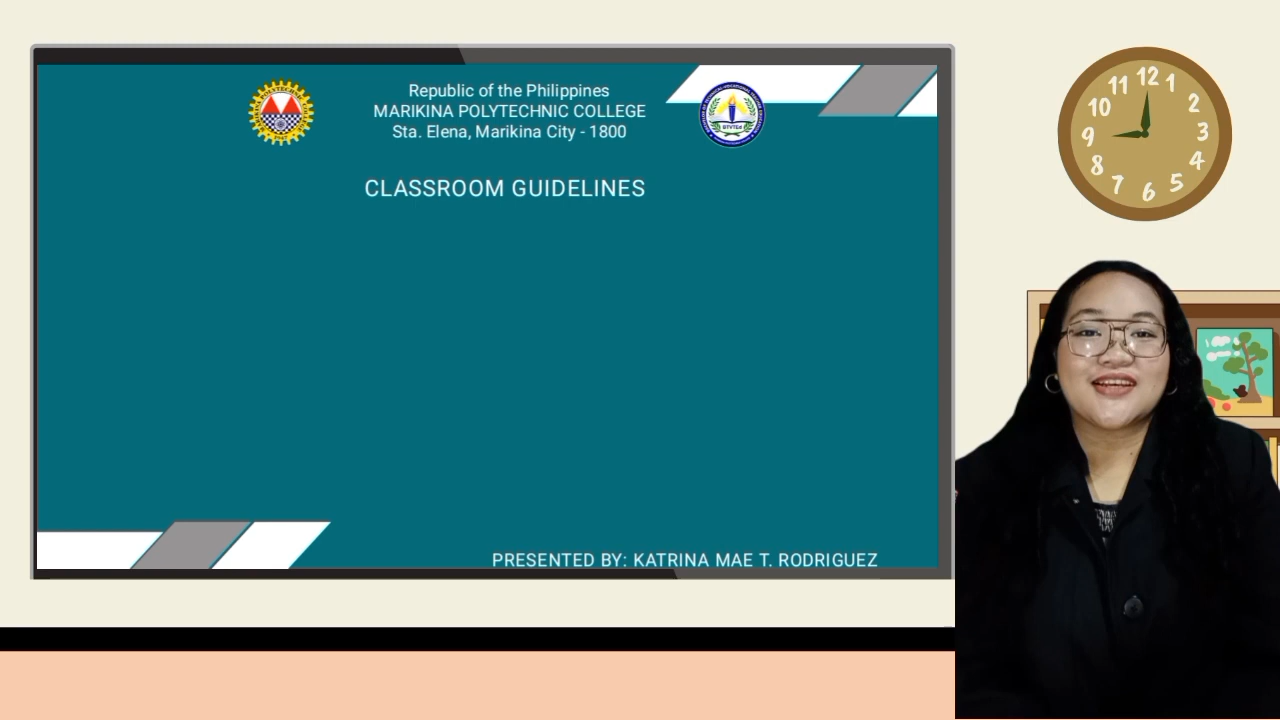 Republic of the Philippines
MARIKINA POLYTECHNIC COLLEGE
Sta. Elena, Marikina City - 1800
DTVTEd
CLASSROOM GUIDELINES
PRESENTED BY: KATRINA MAE T. RODRIGUEZ
12
1
2
3
4
5
6
7
8
9
10
11